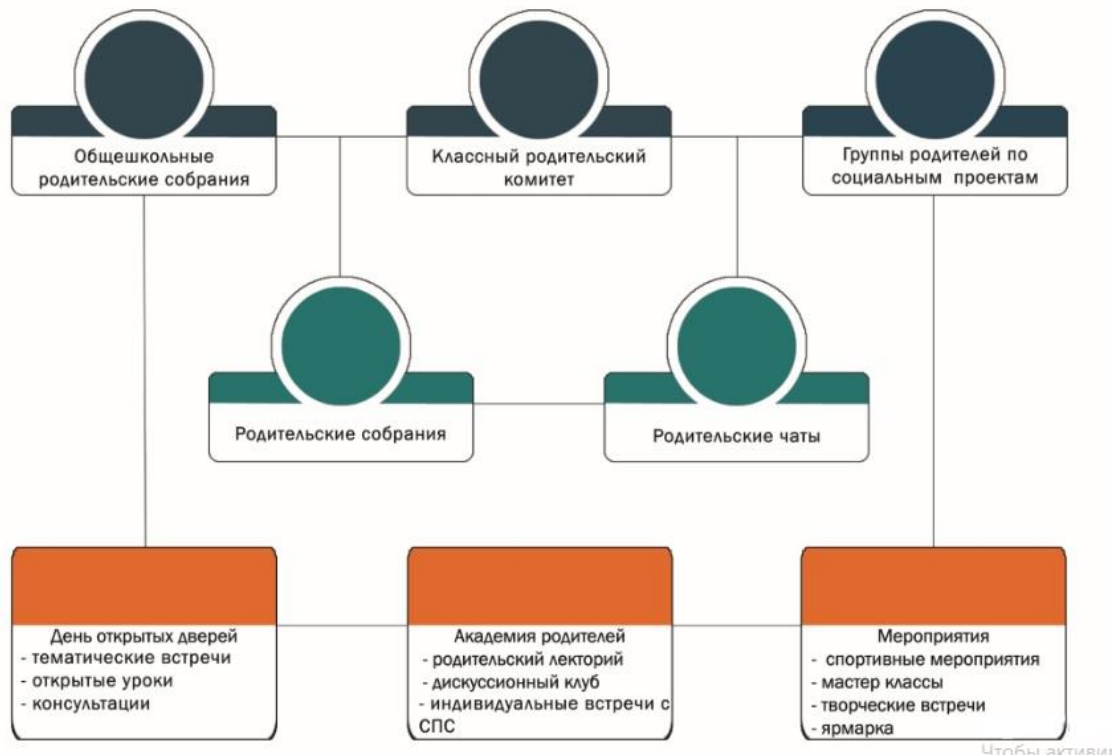 Общешкольные
родительские собрания
Классный родительский
комитет
Группы родителей по
социальным проектам
Родительские собрания
Родительские чаты
День открытых дверей
- тематические встречи
- открытые уроки
- консультации
Академия родителей
- родительский лекторий
- дискуссионный клуб
- индивидуальные встречи с
СПС
Мероприятия
- спортивные мероприятия
- мастер классы
- творческие встречи
- ярмарка
Чтобы активи